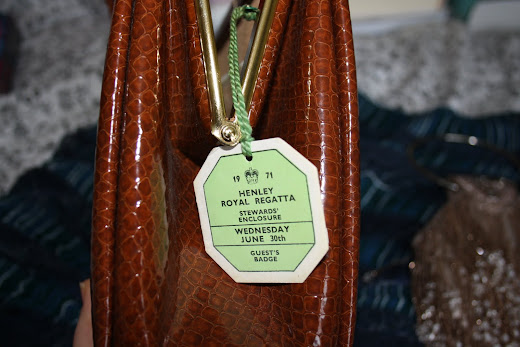 19 71
HENLEY
ROYAL REGATTA
STEWARDS'
ENCLOSURE
WEDNESDAY
JUNE 30th
GUEST'S
BADGE